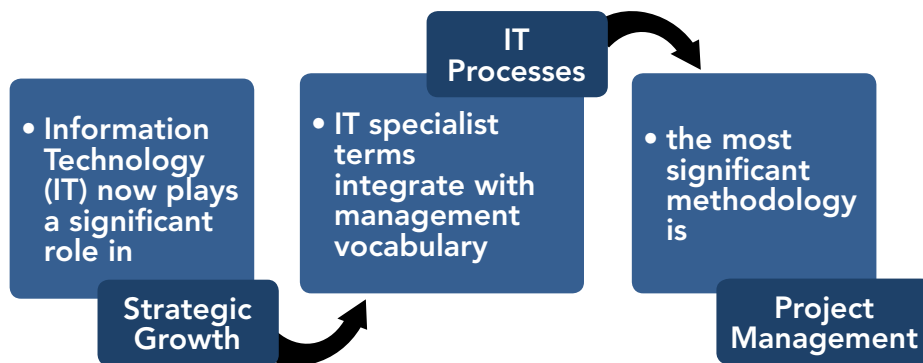 • Information
Technology
(IT) now plays
a significant
role in
Strategic
Growth
IT
Processes
• IT specialist
terms
integrate with
management
vocabulary
• the most
significant
methodology
is
Project
Management